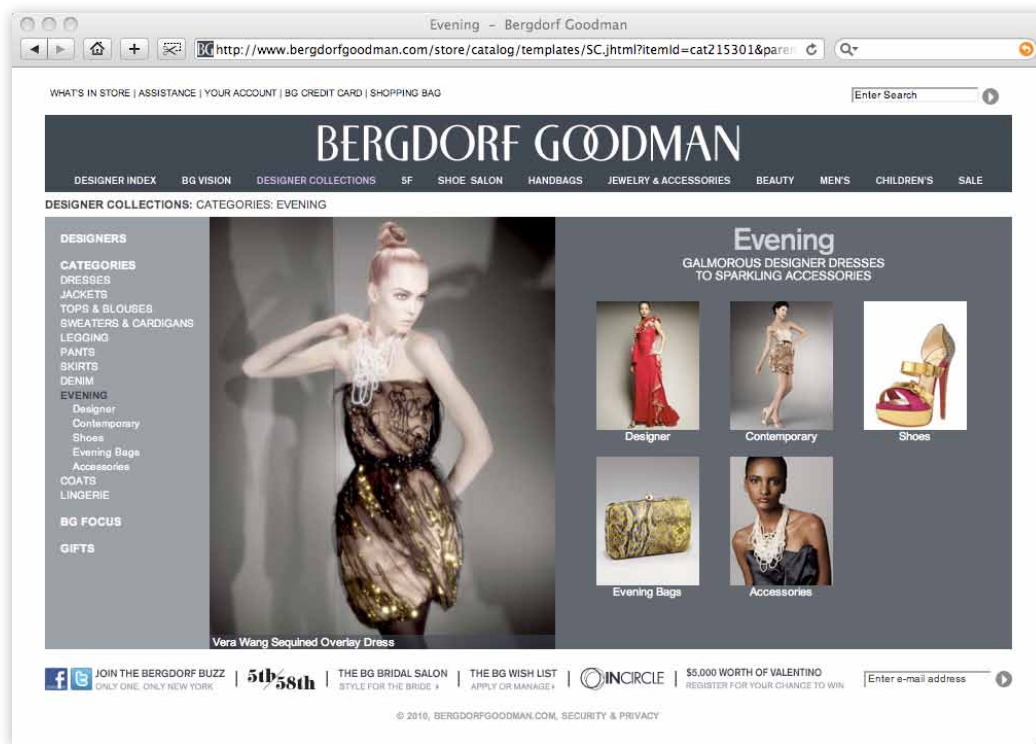 Evening – Bergdorf Goodman
BG http://www.bergdorfgoodman.com/store/catalog/templates/SC.jhtml?itemId=cat215301&paren
Q
WHAT'S IN STORE | ASSISTANCE | YOUR ACCOUNT | BG CREDIT CARD | SHOPPING BAG
Enter Search
BERGDORF GOODMAN
DESIGNER INDEX BG VISION DESIGNER COLLECTIONS 5F SHOE SALON HANDBAGS JEWELRY & ACCESSORIES BEAUTY MEN'S CHILDREN'S SALE
DESIGNER COLLECTIONS: CATEGORIES: EVENING
DESIGNERS
CATEGORIES
DRESSES
JACKETS
TOPS & BLOUSES
SWEATERS & CARDIGANS
LEGGING
PANTS
SKIRTS
DENIM
EVENING
Designer
Contemporary
Shoes
Evening Bags
Accessories
COATS
LINGERIE
BG FOCUS
GIFTS
Vera Wang Sequined Overlay Dress
Evening
GALMOROUS DESIGNER DRESSES
TO SPARKLING ACCESSORIES
Designer
Contemporary
Shoes
Evening Bags
Accessories
JOIN THE BERGDORF BUZZ
ONLY ONE, ONLY NEW YORK
5th/58th
THE BG BRIDAL SALON
STYLE FOR THE BRIDE
THE BG WISH LIST
APPLY OR MANAGE
INCIRCLE
$5,000 WORTH OF VALENTINO
REGISTER FOR YOUR CHANCE TO WIN
Enter e-mail address
© 2010, BERGDORFGOODMAN.COM, SECURITY & PRIVACY